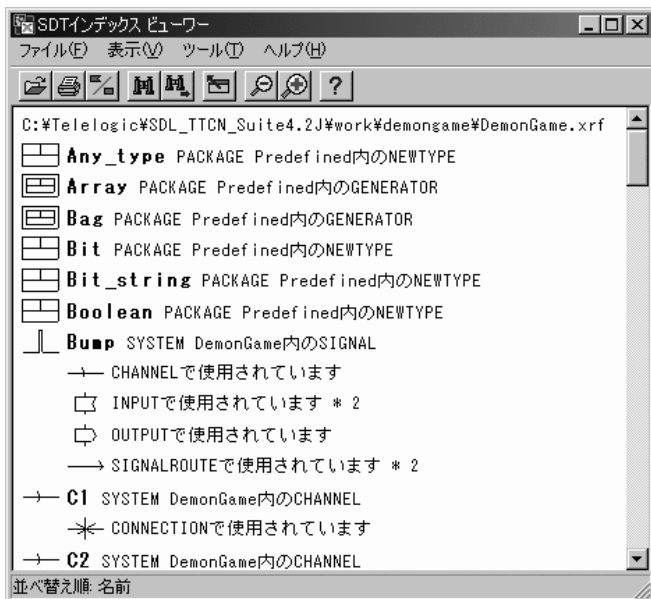 SDTインデックス ビューワー
ファイル(F) 表示(V) ツール(T) ヘルプ(H)
C:¥Telelogic¥SDL_TTCN_Suite4.2J¥work¥demongame¥DemonGame.xrf
Any_type PACKAGE Predefined内のNEWTYPE
Array PACKAGE Predefined内のGENERATOR
Bag PACKAGE Predefined内のGENERATOR
Bit PACKAGE Predefined内のNEWTYPE
Bit_string PACKAGE Predefined内のNEWTYPE
Boolean PACKAGE Predefined内のNEWTYPE
Bump SYSTEM DemonGame内のSIGNAL
CHANNELで使用されています
INPUTで使用されています * 2
OUTPUTで使用されています
SIGNALROUTEで使用されています * 2
C1 SYSTEM DemonGame内のCHANNEL
CONNECTIONで使用されています
C2 SYSTEM DemonGame内のCHANNEL
並べ替え順: 名前